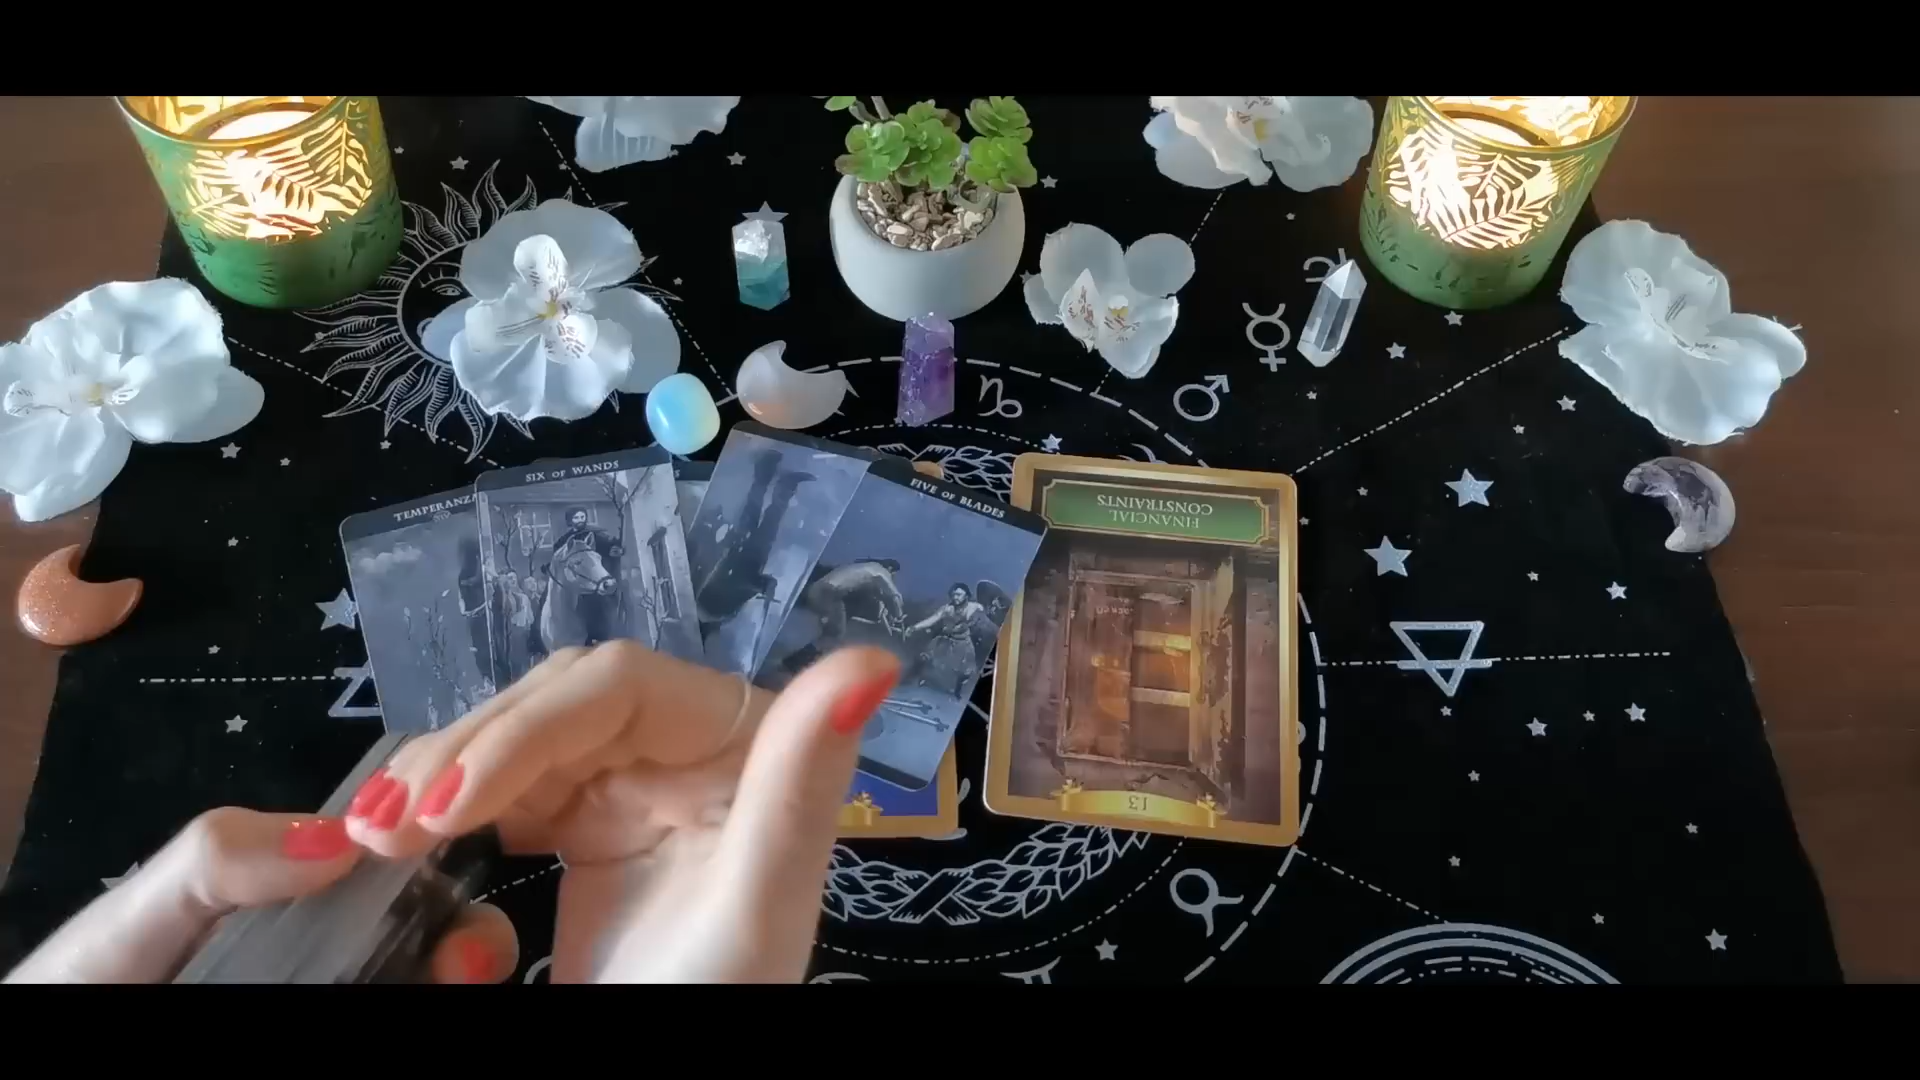 TEMPERANZA
SIX OF WANDS
FIVE OF BLADES
FINANCIAL
CONSTRAINTS
13